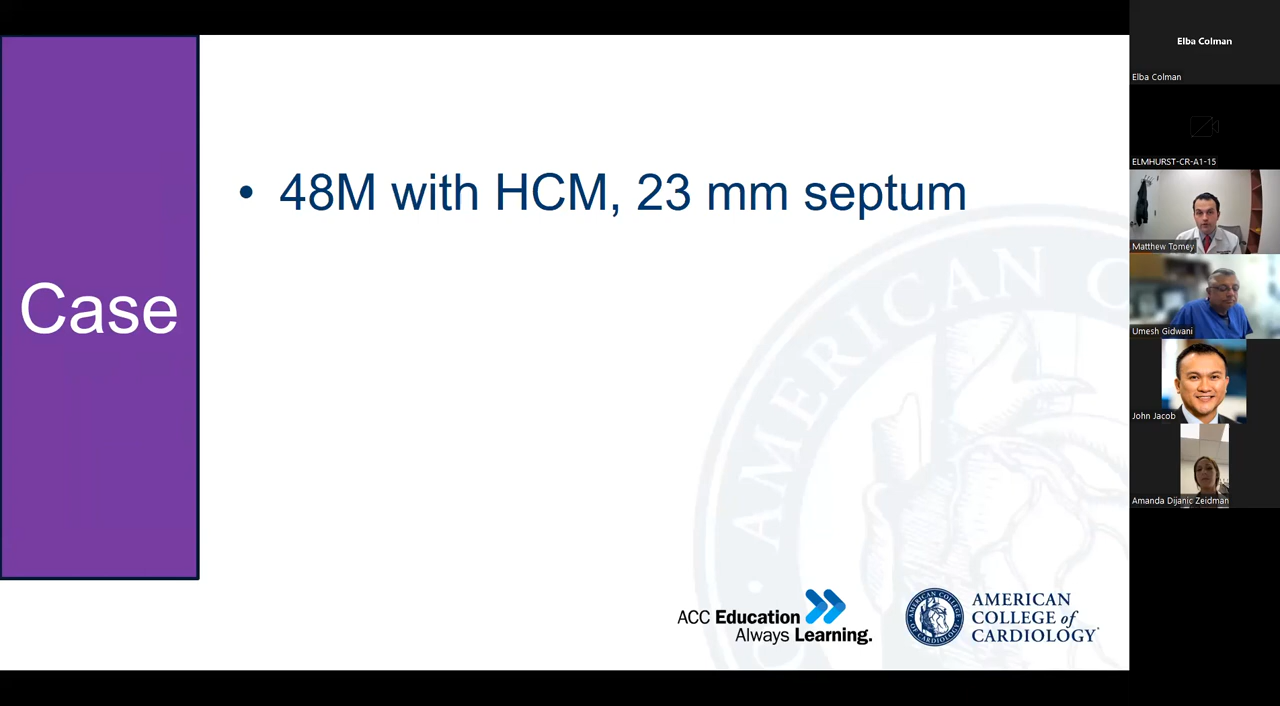 Case
• 48M with HCM, 23 mm septum
AMERICAN C
ACC Education
Always Learning.
AMERICAN
COLLEGE of
CARDIOLOGY
Elba Colman
Elba Colman
ELMHURST-CR-A1-15
Matthew Tomey
Umesh Gidwani
John Jacob
Amanda Dijanic Zeidman